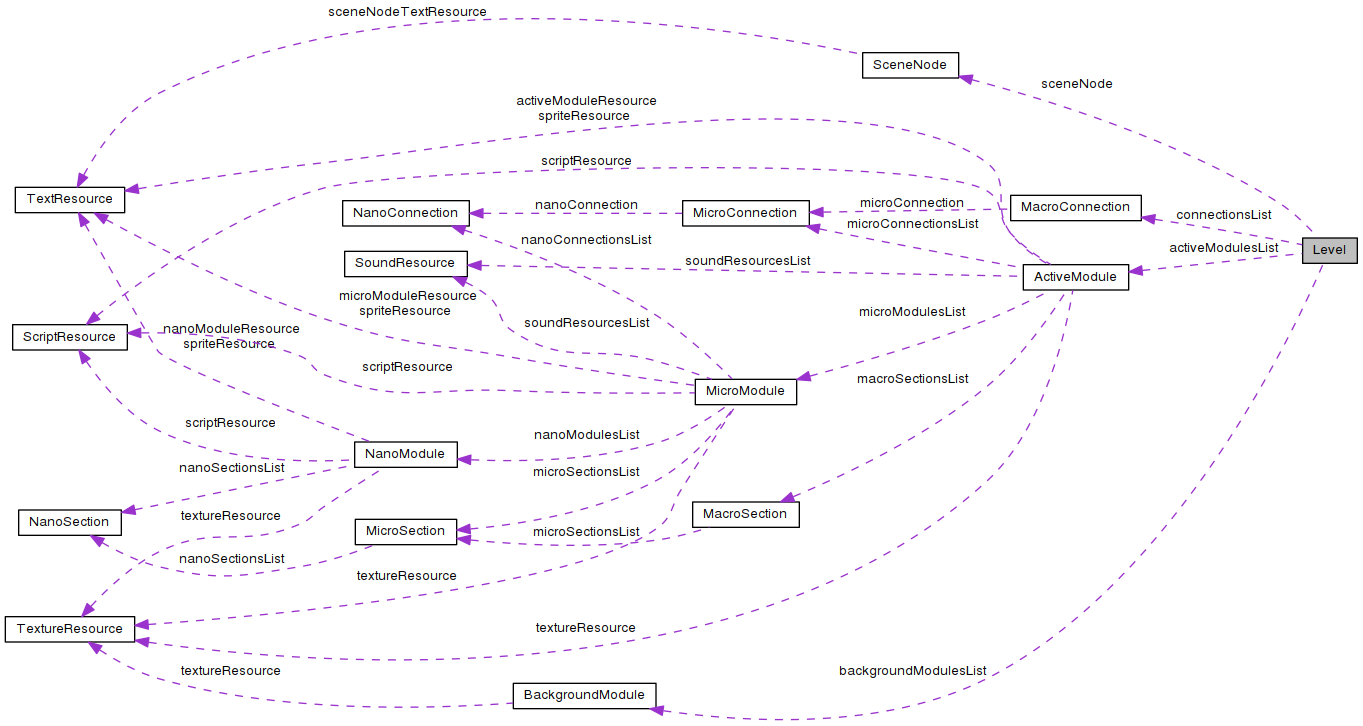 sceneNodeTextResource
SceneNode
sceneNode
activeModuleResource
spriteResource
scriptResource
TextResource
NanoConnection
nanoConnection
MicroConnection
microConnection
MacroConnection
connectionsList
microConnectionsList
nanoConnectionsList
activeModulesList
Level
SoundResource
soundResourcesList
ActiveModule
microModuleResource
spriteResource
microModulesList
soundResourcesList
ScriptResource
nanoModuleResource
spriteResource
scriptResource
macroSectionsList
MicroModule
scriptResource
nanoModulesList
NanoModule
nanoSectionsList
microSectionsList
textureResource
NanoSection
MicroSection
microSectionsList
MacroSection
nanoSectionsList
textureResource
TextureResource
textureResource
textureResource
backgroundModulesList
BackgroundModule